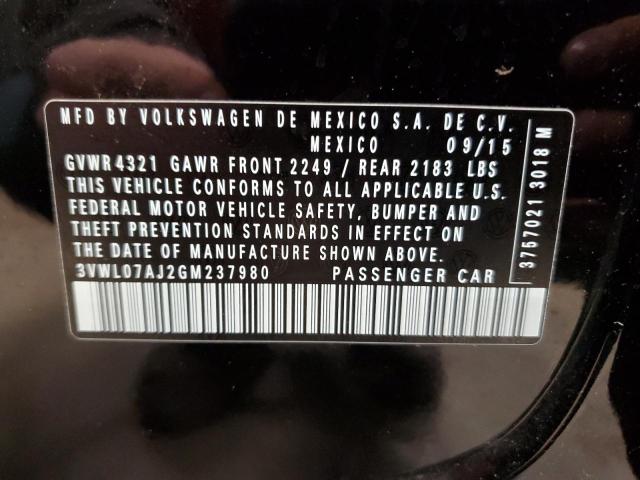 MFD BY VOLKSWAGEN DE MEXICO S.A. DE C.V.
MEXICO 09/15
GVWR 4321 GAWR FRONT 2249 / REAR 2183 LBS
THIS VEHICLE CONFORMS TO ALL APPLICABLE U.S.
FEDERAL MOTOR VEHICLE SAFETY, BUMPER AND
THEFT PREVENTION STANDARDS IN EFFECT ON
THE DATE OF MANUFACTURE SHOWN ABOVE.
3VWL07AJ2GM237980 PASSENGER CAR
3757021 3018 M